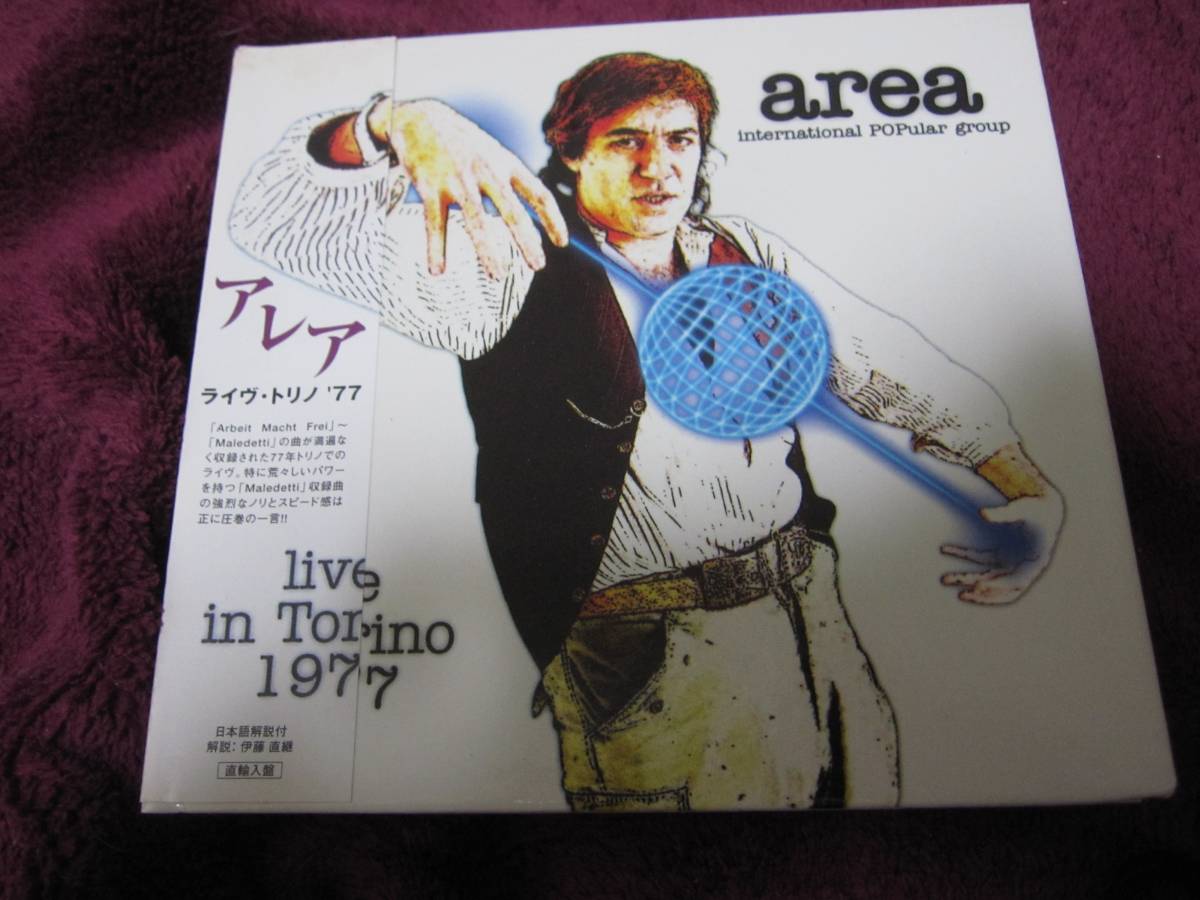 area
international POPular group
アレア
ライヴ・トリノ '77
「Arbeit Macht Frei」～
「Maledetti」の曲が満遍な
く収録された77年トリノでの
ライヴ。特に荒々しいパワー
を持つ「Maledetti」収録曲
の強烈なノリとスピード感は
正に圧巻の一言!!
live
in Torino
1977
日本語解説付
解説: 伊藤 直継
直輸入盤